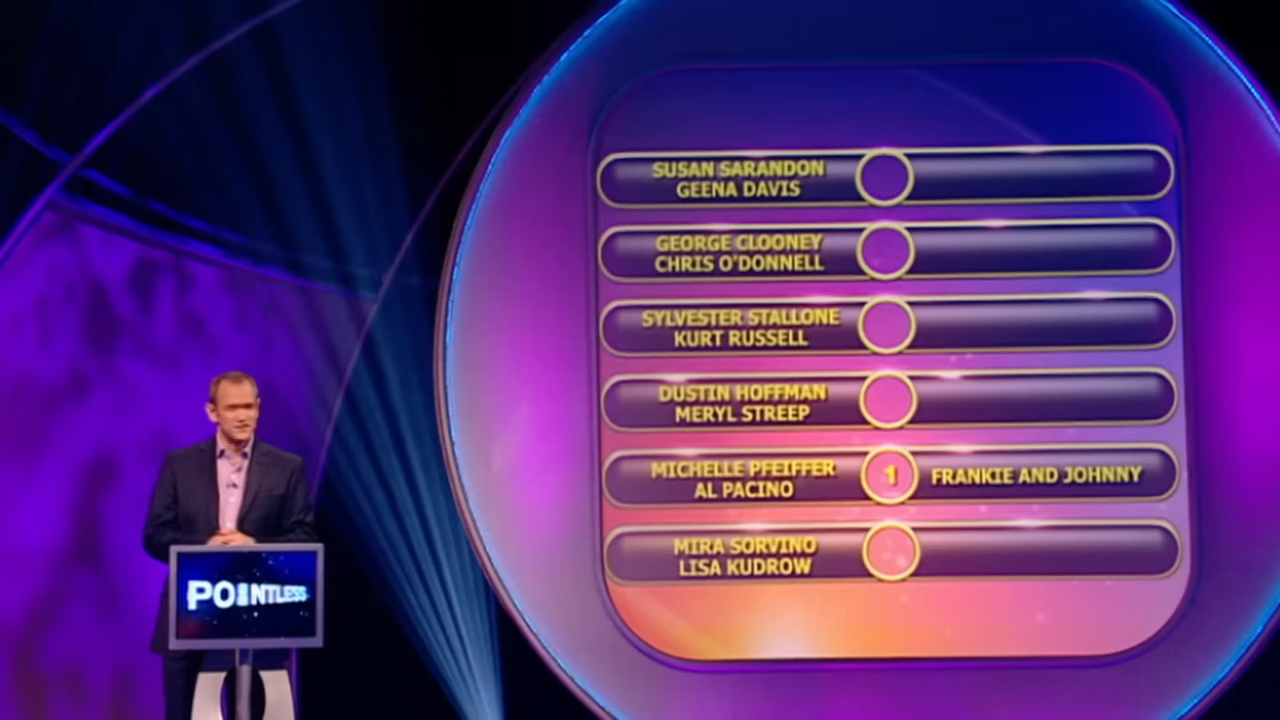 SUSAN SARANDON
GEENA DAVIS
GEORGE CLOONEY
CHRIS O'DONNELL
SYLVESTER STALLONE
KURT RUSSELL
DUSTIN HOFFMAN
MERYL STREEP
MICHELLE PFEIFFER
AL PACINO
1
FRANKIE AND JOHNNY
MIRA SORVINO
LISA KUDROW
POINTLESS